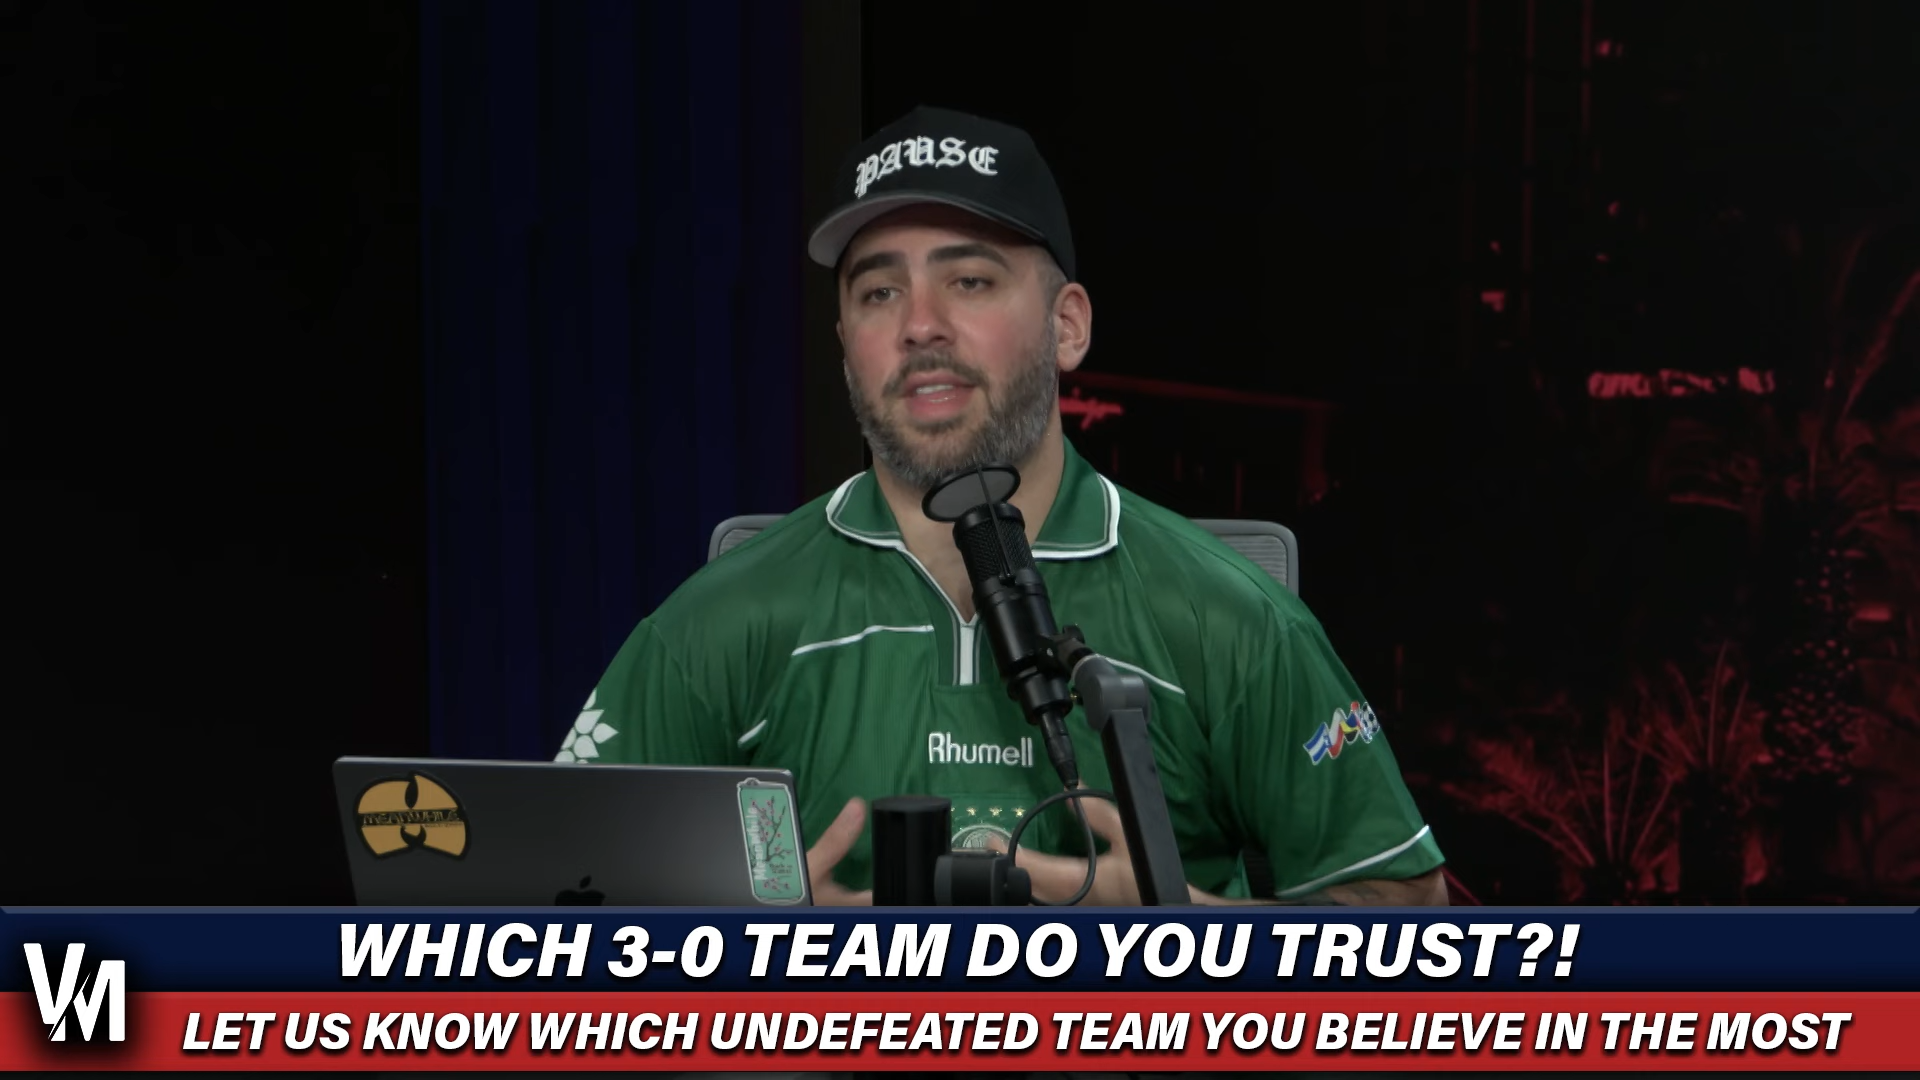 PAUSE
Rhumell
MEANWHILE
WHICH 3-0 TEAM DO YOU TRUST?!
VM
LET US KNOW WHICH UNDEFEATED TEAM YOU BELIEVE IN THE MOST